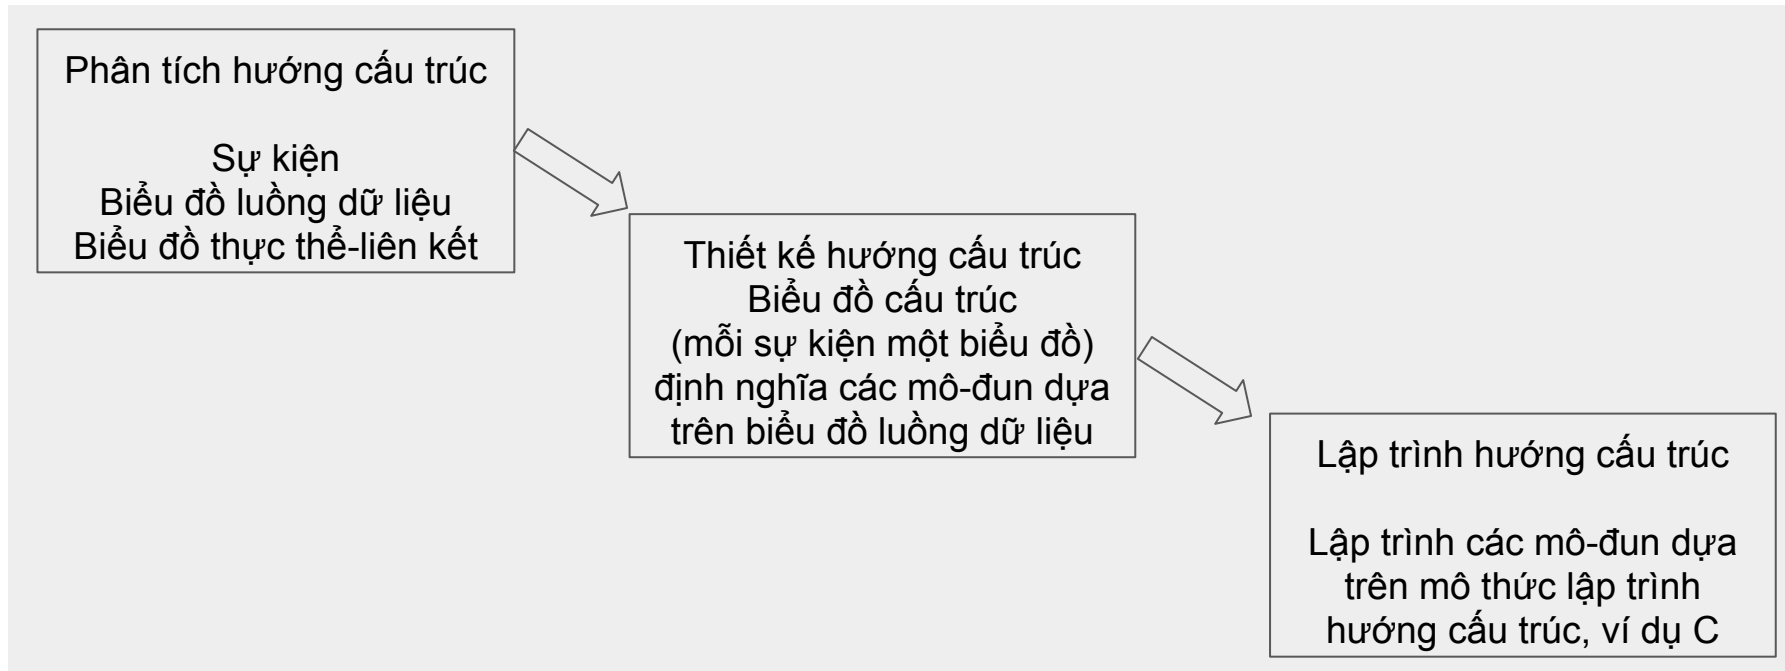 Phân tích hướng cấu trúc
Sự kiện
Biểu đồ luồng dữ liệu
Biểu đồ thực thể-liên kết
Thiết kế hướng cấu trúc
Biểu đồ cấu trúc
(mỗi sự kiện một biểu đồ)
định nghĩa các mô-đun dựa
trên biểu đồ luồng dữ liệu
Lập trình hướng cấu trúc
Lập trình các mô-đun dựa
trên mô thức lập trình
hướng cấu trúc, ví dụ C